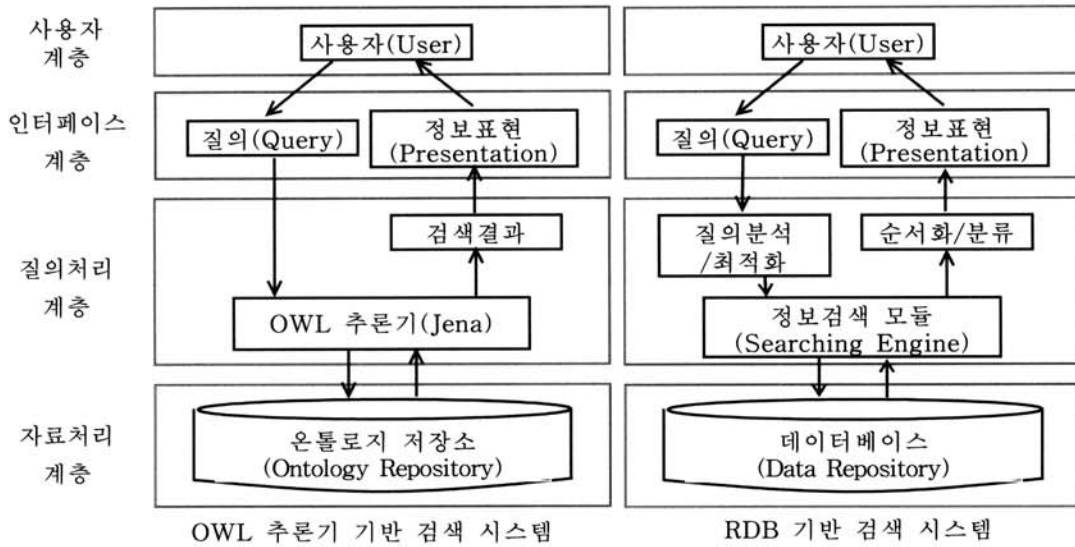 사용자
계층
사용자(User)
사용자(User)
인터페이스
계층
질의(Query)
정보표현
(Presentation)
질의(Query)
정보표현
(Presentation)
질의처리
계층
검색결과
OWL 추론기(Jena)
질의분석
/최적화
순서화/분류
정보검색 모듈
(Searching Engine)
자료처리
계층
온톨로지 저장소
(Ontology Repository)
데이터베이스
(Data Repository)
OWL 추론기 기반 검색 시스템
RDB 기반 검색 시스템